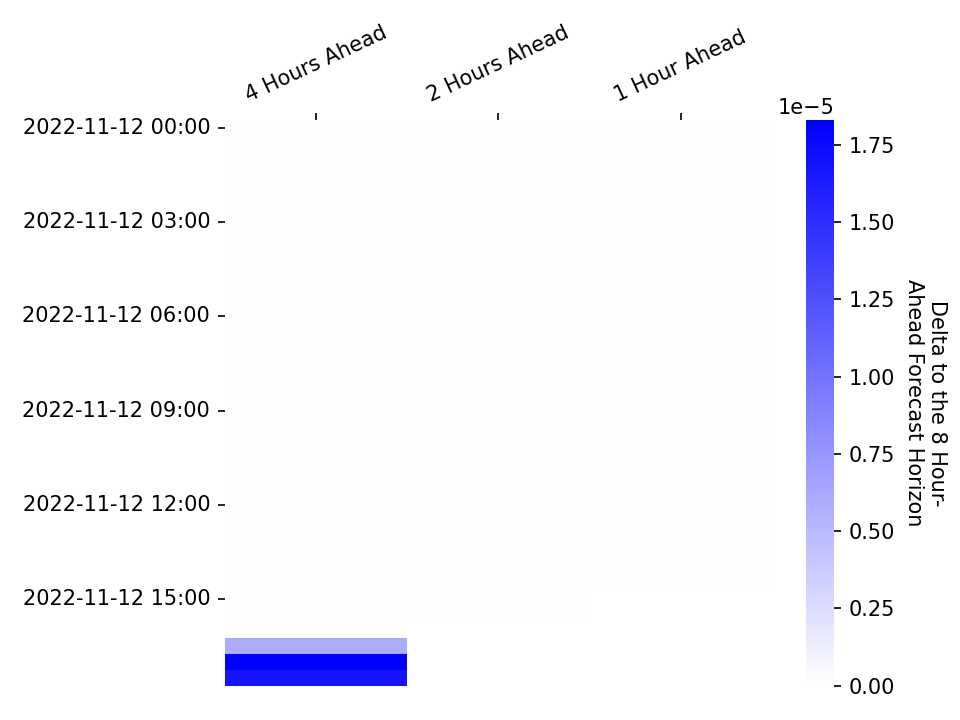 4 Hours Ahead
2 Hours Ahead
1 Hour Ahead
1e−5
2022-11-12 00:00
2022-11-12 03:00
2022-11-12 06:00
2022-11-12 09:00
2022-11-12 12:00
2022-11-12 15:00
1.75
1.50
1.25
1.00
0.75
0.50
0.25
0.00
Delta to the 8 Hour-
Ahead Forecast Horizon